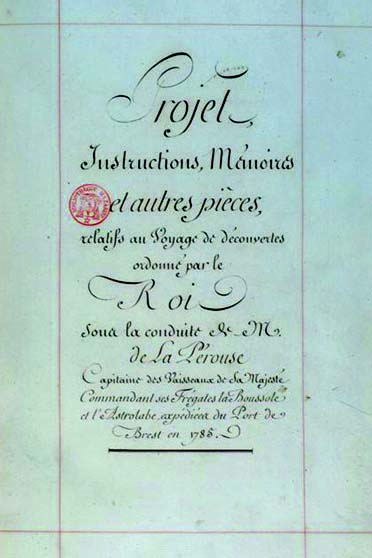 Projet,
Instructions, Mémoires
et autres pièces,
relatifs au Voyage de découvertes
ordonné par le
Roi
Sous la conduite de M.
de La Pérouse
Capitaine des Vaisseaux de Sa Majesté
Commandant ses Frégates la Boussole
et l'Astrolabe, expédiées du Port de
Brest en 1785.